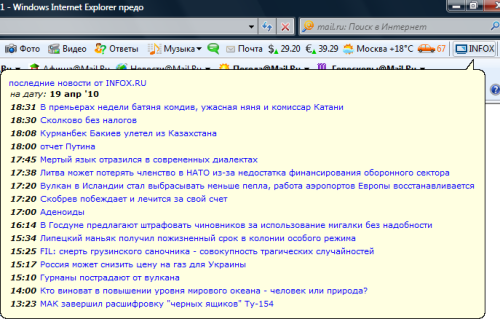 1 - Windows Internet Explorer предо
mail.ru: Поиск в Интернет
Фото Видео Ответы Музыка Почта $ 29.20 € 39.29 Москва +18°C 67 INFOX
Ru Афиша@Mail.Ru Новости@Mail.Ru Погода@Mail.Ru Гороскопы@Mail.Ru
последние новости от INFOX.RU
на дату: 19 апр '10
18:31 В премьерах недели батяня комдив, ужасная няня и комиссар Катани
18:30 Сколково без налогов
18:08 Курманбек Бакиев улетел из Казахстана
18:00 отчет Путина
17:45 Мертый язык отразился в современных диалектах
17:38 Литва может потерять членство в НАТО из-за недостатка финансирования оборонного сектора
17:20 Вулкан в Исландии стал выбрасывать меньше пепла, работа аэропортов Европы восстанавливается
17:20 Скобрев побеждает и лечится за свой счет
17:00 Аденоиды
16:14 В Госдуме предлагают штрафовать чиновников за использование мигалки без надобности
15:34 Липецкий маньяк получил пожизненный срок в колонии особого режима
15:25 FIL: смерть грузинского саночника - совокупность трагических случайностей
15:17 Россия может снизить цену на газ для Украины
15:10 Гурманы пострадают от вулкана
14:00 Кто виноват в повышении уровня мирового океана - человек или природа?
13:23 МАК завершил расшифровку "черных ящиков" Ту-154